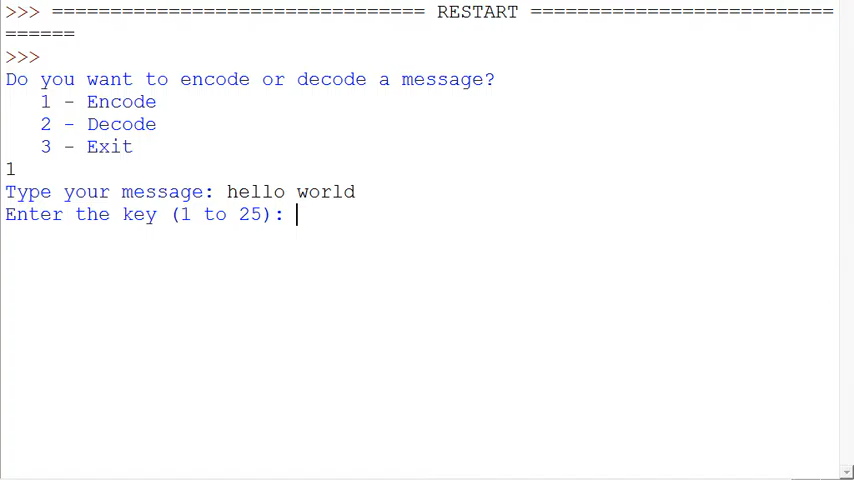 >>> ================================ RESTART ==========================
======
>>>
Do you want to encode or decode a message?
   1 - Encode
   2 - Decode
   3 - Exit
1
Type your message: hello world
Enter the key (1 to 25):